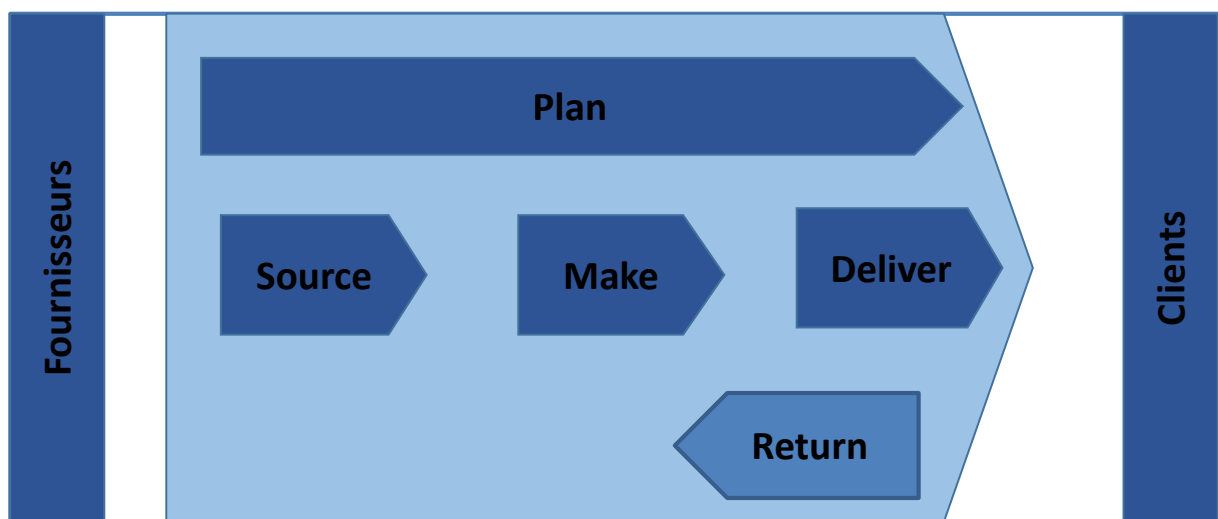 Fournisseurs
Plan
Source
Make
Deliver
Return
Clients